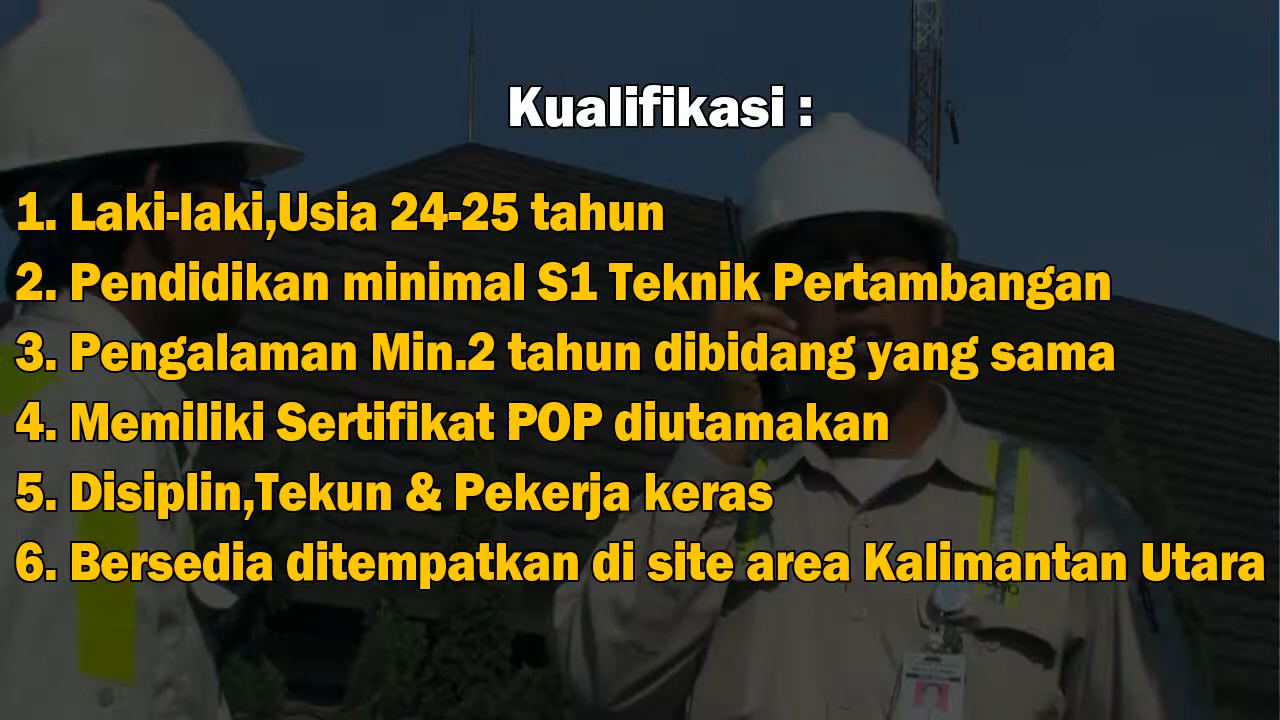 Kualifikasi :
1. Laki-laki,Usia 24-25 tahun
2. Pendidikan minimal S1 Teknik Pertambangan
3. Pengalaman Min.2 tahun dibidang yang sama
4. Memiliki Sertifikat POP diutamakan
5. Disiplin,Tekun & Pekerja keras
6. Bersedia ditempatkan di site area Kalimantan Utara